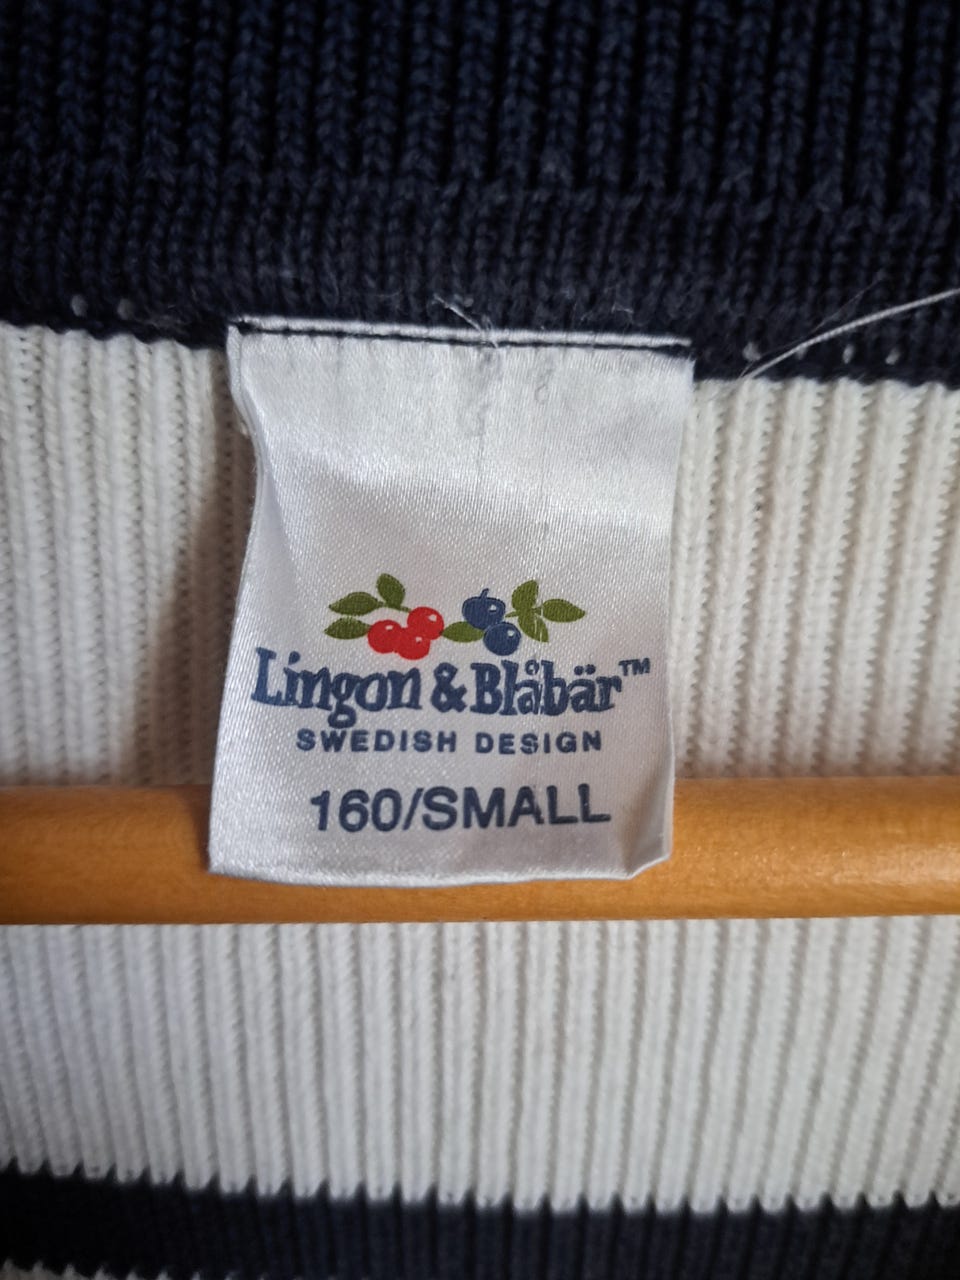 Lingon & Blåbär™
SWEDISH DESIGN
160/SMALL